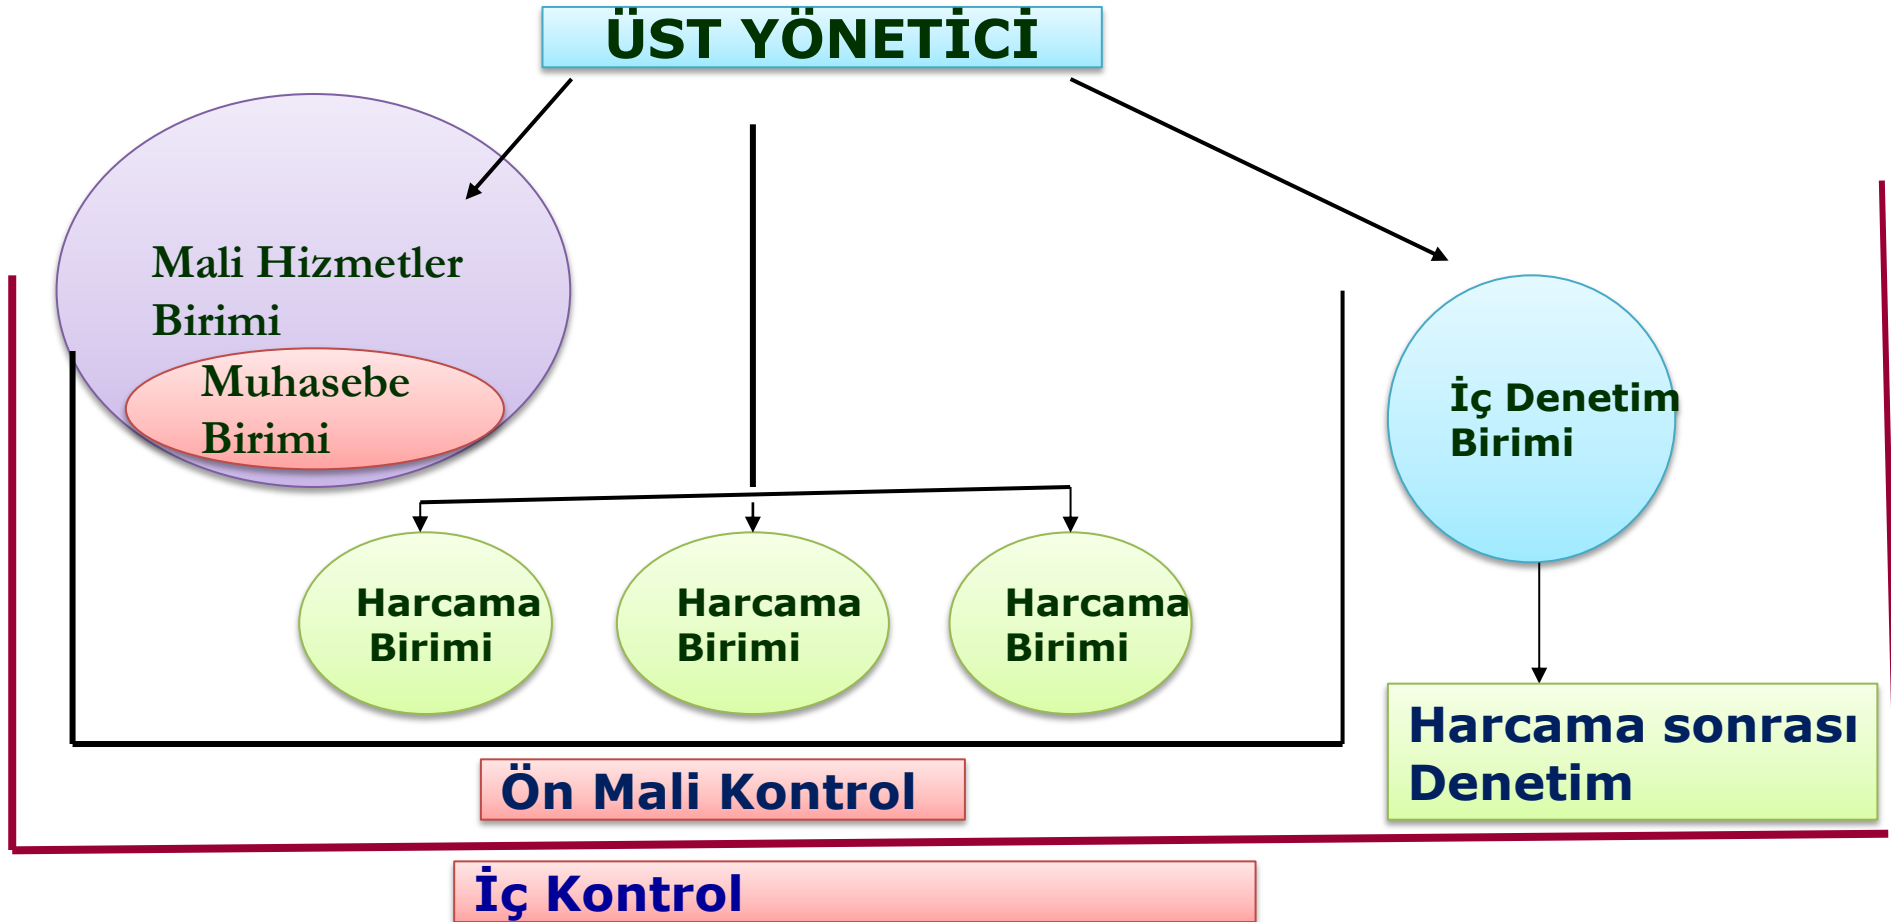 ÜST YÖNETİCİ
Mali Hizmetler
Birimi
Muhasebe
Birimi
İç Denetim
Birimi
Harcama
Birimi
Harcama
Birimi
Harcama
Birimi
Harcama sonrası
Denetim
Ön Mali Kontrol
İç Kontrol